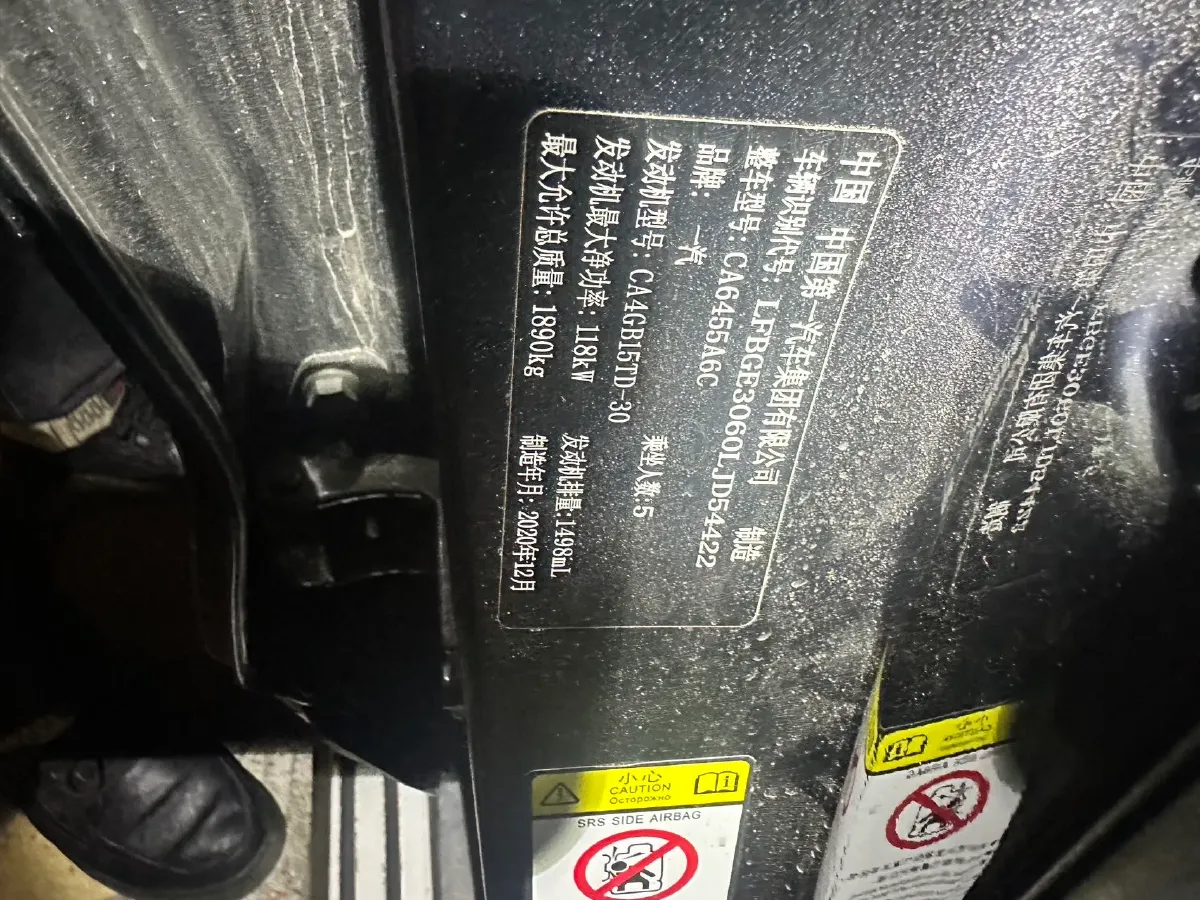 中国 中国第一汽车集团有限公司 制造
车辆识别代号: LFBGE3060LJD54422
整车型号: CA6455A6C
品牌: 一汽 乘坐人数:5
发动机型号: CA4GB15TD-30
发动机最大净功率: 118kW 发动机排量:1498mL
最大允许总质量: 1890kg 制造年月: 2020年12月
小心
CAUTION
Осторожно
SRS SIDE AIRBAG